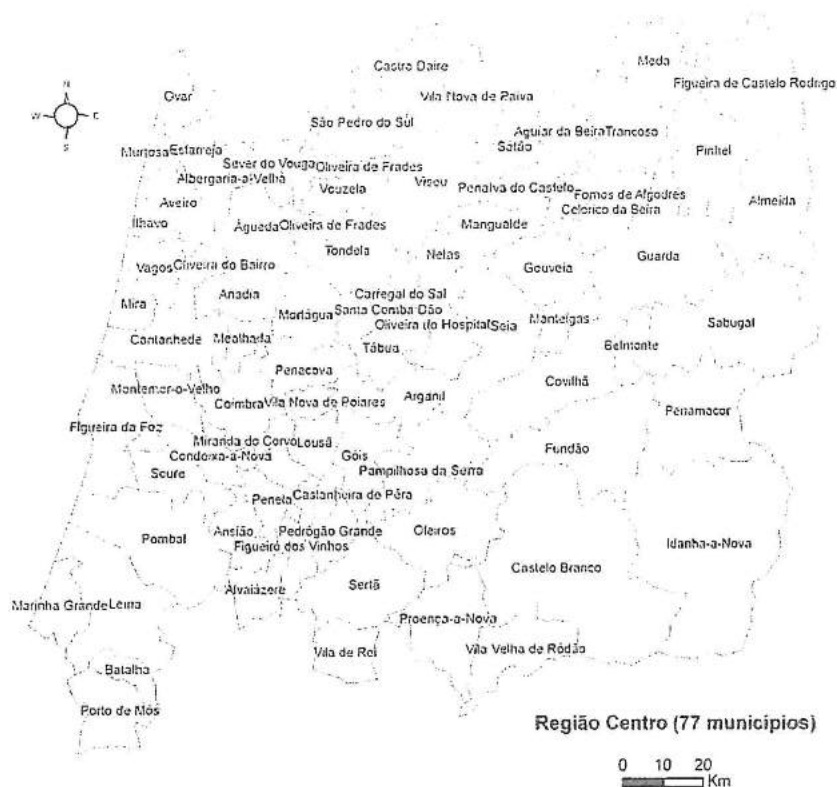 Castro Daire
Meda
Figueira de Castelo Rodrigo
N
Ovar
Vila Nova de Paiva
W
E
S
São Pedro do Sul
Aguiar da Beira
Trancoso
Sátão
Pinhel
Murtosa
Estarreja
Sever do Vouga
Oliveira de Frades
Albergaria-a-Velha
Vouzela
Viseu
Penalva do Castelo
Fornos de Algodres
Celorico da Beira
Almeida
Aveiro
Ílhavo
Águeda
Oliveira de Frades
Mangualde
Tondela
Nelas
Guarda
Vagos
Oliveira do Bairro
Gouveia
Anadia
Carregal do Sal
Mira
Mortágua
Santa Comba Dão
Oliveira do Hospital
Seia
Manteigas
Sabugal
Cantanhede
Mealhada
Tábua
Belmonte
Penacova
Covilhã
Montemor-o-Velho
Coimbra
Vila Nova de Poiares
Arganil
Penamacor
Figueira da Foz
Miranda do Corvo
Lousã
Condeixa-a-Nova
Góis
Fundão
Soure
Pampilhosa da Serra
Penela
Castanheira de Pêra
Pombal
Ansião
Pedrógão Grande
Oleiros
Figueiró dos Vinhos
Idanha-a-Nova
Castelo Branco
Alvaiázere
Sertã
Marinha Grande
Leiria
Proença-a-Nova
Vila de Rei
Vila Velha de Ródão
Batalha
Porto de Mós
Região Centro (77 municípios)
0 10 20
Km